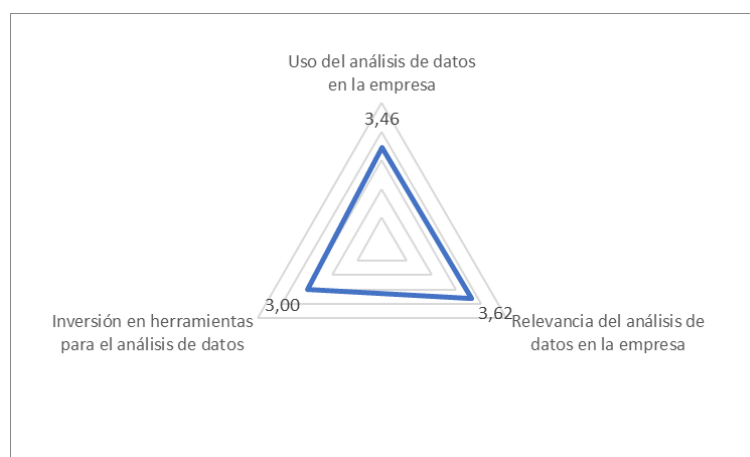 Uso del análisis de datos
en la empresa
3,46
3,00
3,62
Inversión en herramientas
para el análisis de datos
Relevancia del análisis de
datos en la empresa